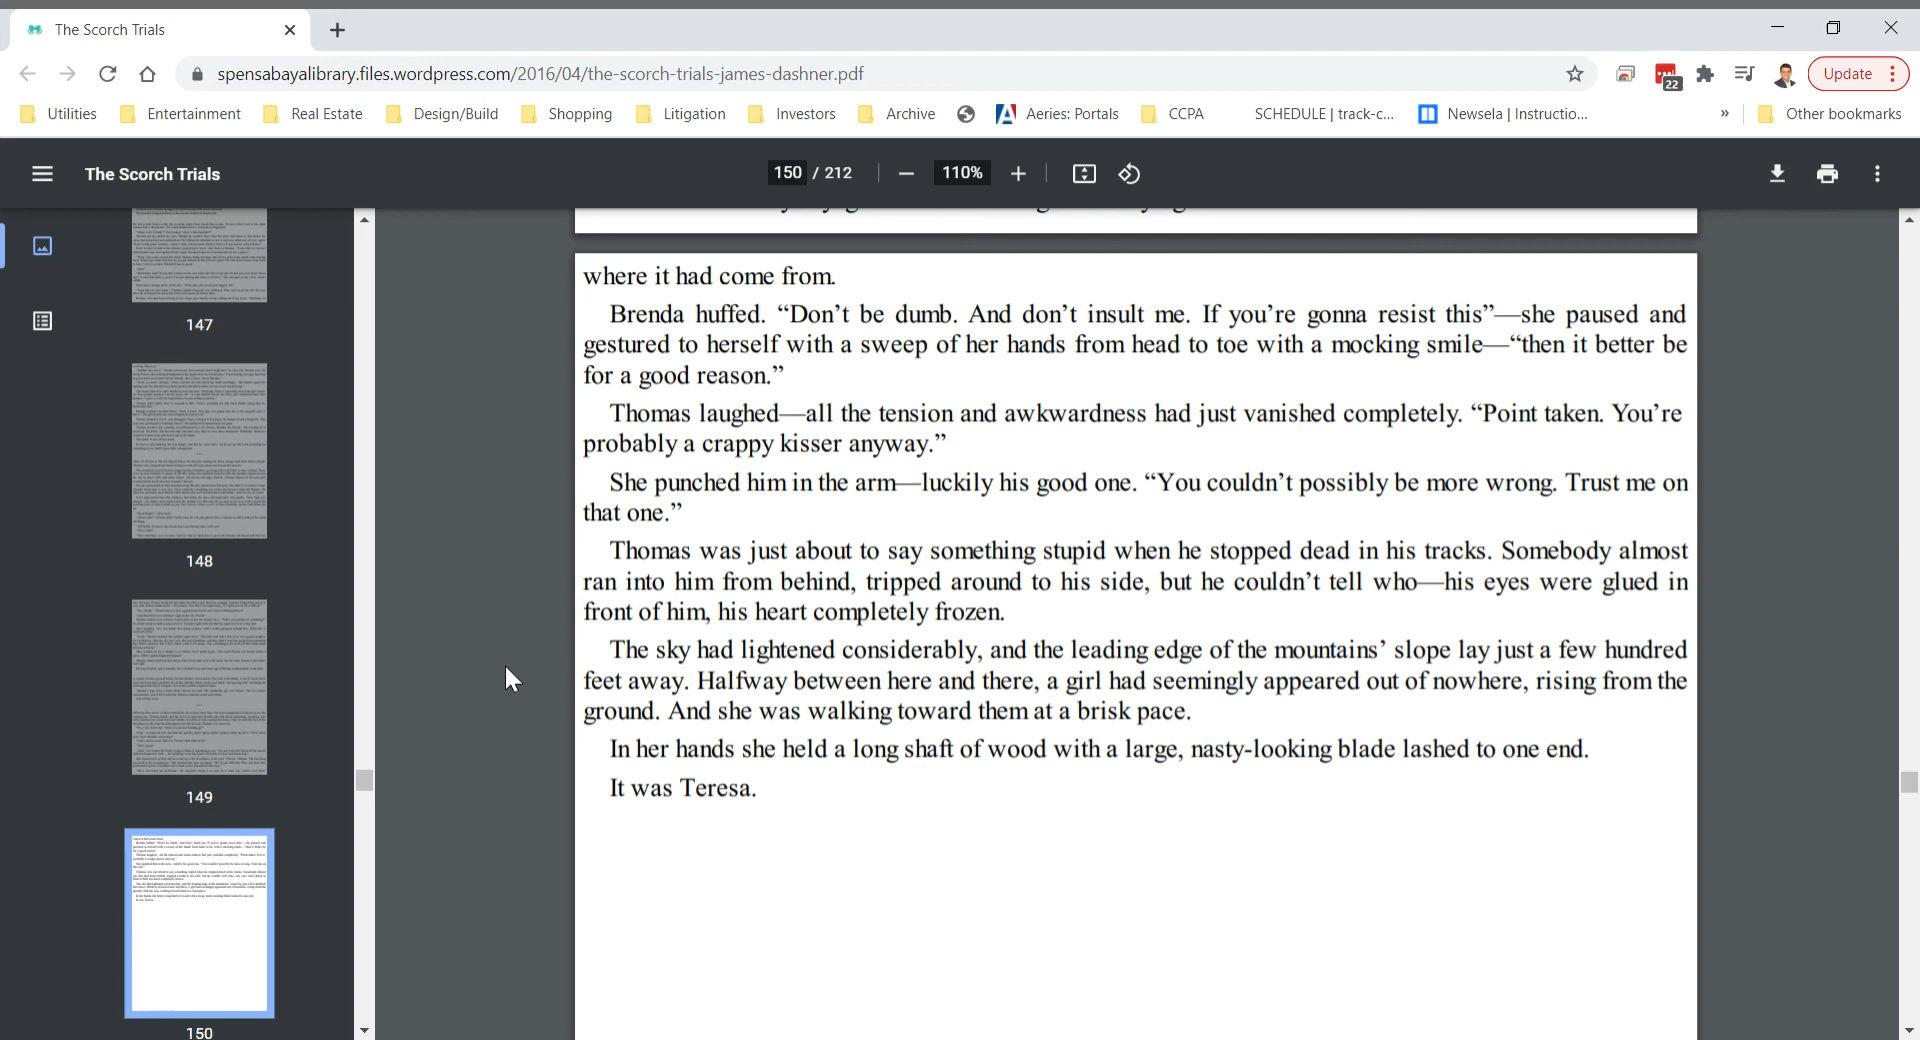 The Scorch Trials
spensabayalibrary.files.wordpress.com/2016/04/the-scorch-trials-james-dashner.pdf
22
Update
Utilities
Entertainment
Real Estate
Design/Build
Shopping
Litigation
Investors
Archive
Aeries: Portals
CCPA
SCHEDULE | track-c...
Newsela | Instructio...
»
Other bookmarks
The Scorch Trials
150 / 212
110%
147
148
149
150
where it had come from.
Brenda huffed. “Don’t be dumb. And don’t insult me. If you’re gonna resist this”—she paused and
gestured to herself with a sweep of her hands from head to toe with a mocking smile—“then it better be
for a good reason.”
Thomas laughed—all the tension and awkwardness had just vanished completely. “Point taken. You’re
probably a crappy kisser anyway.”
She punched him in the arm—luckily his good one. “You couldn’t possibly be more wrong. Trust me on
that one.”
Thomas was just about to say something stupid when he stopped dead in his tracks. Somebody almost
ran into him from behind, tripped around to his side, but he couldn’t tell who—his eyes were glued in
front of him, his heart completely frozen.
The sky had lightened considerably, and the leading edge of the mountains’ slope lay just a few hundred
feet away. Halfway between here and there, a girl had seemingly appeared out of nowhere, rising from the
ground. And she was walking toward them at a brisk pace.
In her hands she held a long shaft of wood with a large, nasty-looking blade lashed to one end.
It was Teresa.